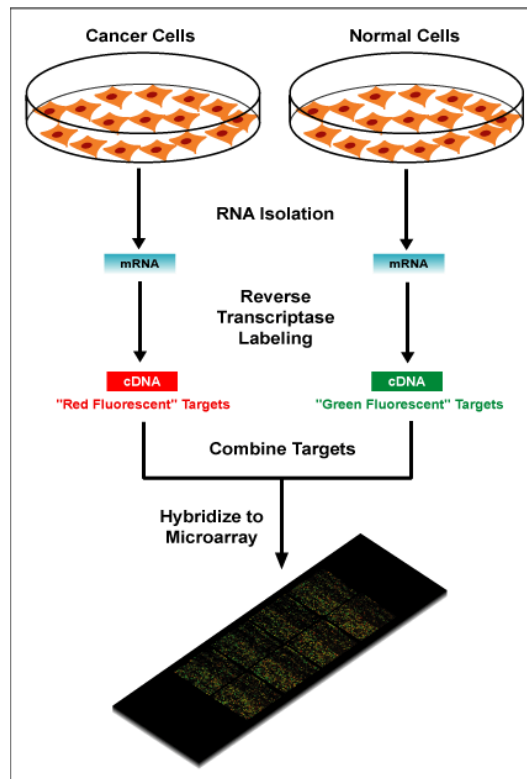 Cancer Cells
Normal Cells
RNA Isolation
mRNA
mRNA
Reverse
Transcriptase
Labeling
cDNA
cDNA
"Red Fluorescent" Targets
"Green Fluorescent" Targets
Combine Targets
Hybridize to
Microarray